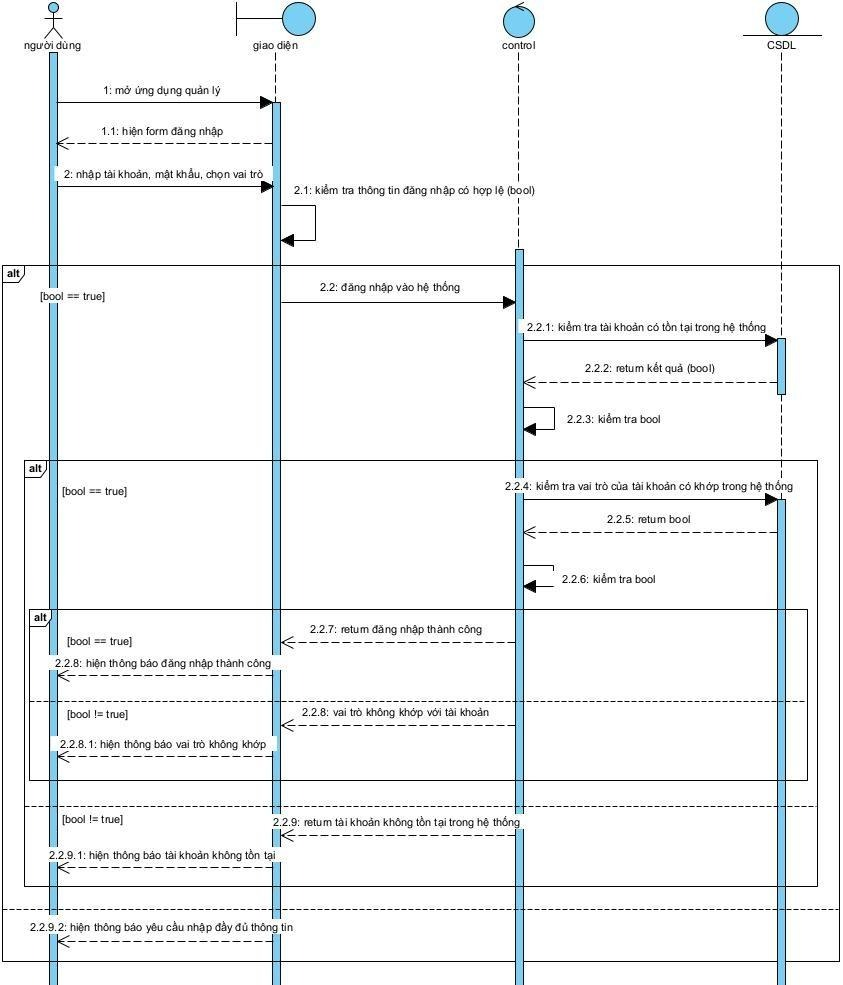 người dùng
giao diện
control
CSDL
1: mở ứng dụng quản lý
1.1: hiện form đăng nhập
2: nhập tài khoản, mật khẩu, chọn vai trò
2.1: kiểm tra thông tin đăng nhập có hợp lệ (bool)
alt
[bool == true]
2.2: đăng nhập vào hệ thống
2.2.1: kiểm tra tài khoản có tồn tại trong hệ thống
2.2.2: return kết quả (bool)
2.2.3: kiểm tra bool
alt
[bool == true]
2.2.4: kiểm tra vai trò của tài khoản có khớp trong hệ thống
2.2.5: return bool
2.2.6: kiểm tra bool
alt
[bool == true]
2.2.7: return đăng nhập thành công
2.2.8: hiện thông báo đăng nhập thành công
[bool != true]
2.2.8: vai trò không khớp với tài khoản
2.2.8.1: hiện thông báo vai trò không khớp
[bool != true]
2.2.9: return tài khoản không tồn tại trong hệ thống
2.2.9.1: hiện thông báo tài khoản không tồn tại
2.2.9.2: hiện thông báo yêu cầu nhập đầy đủ thông tin